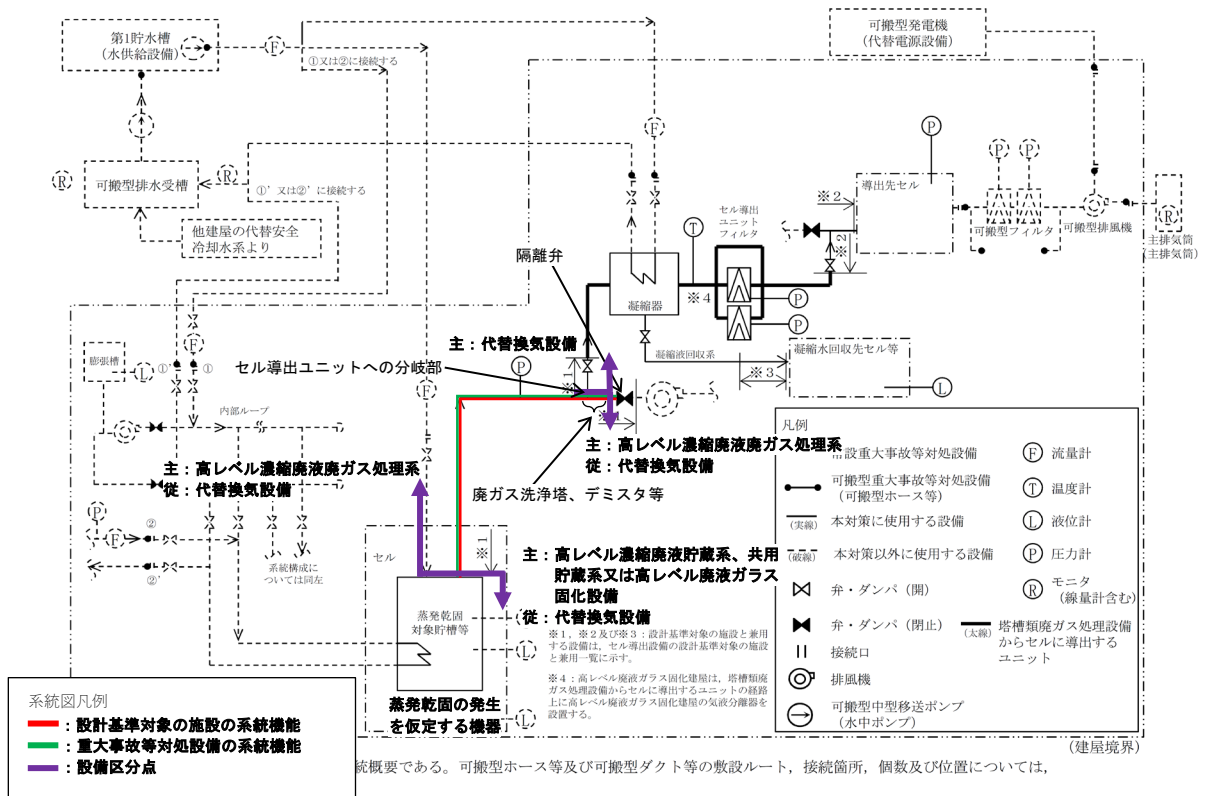 第1貯水槽
（水供給設備）
F
①又は②に接続する
可搬型発電機
（代替電源設備）
F
R
可搬型排水受槽
R
①’又は②’に接続する
他建屋の代替安全
冷却水系より
P
P
P
導出先セル
※2
※2
可搬型フィルタ
可搬型排風機
R
主排気筒
（主排気筒）
セル導出
ユニット
フィルタ
T
※4
P
P
隔離弁
凝縮器
主：代替換気設備
凝縮液回収系
※3
凝縮水回収先セル等
L
セル導出ユニットへの分岐部
P
※1
F
膨張槽
L
①’
①
F
内部ループ
主：高レベル濃縮廃液廃ガス処理系
従：代替換気設備
主：高レベル濃縮廃液廃ガス処理系
従：代替換気設備
廃ガス洗浄塔、デミスタ等
P
F
②
②’
系統構成に
ついては同左
セル
※1
主：高レベル濃縮廃液貯蔵系、共用
貯蔵系又は高レベル廃液ガラス
固化設備
従：代替換気設備
蒸発乾固
対象貯槽等
L
L
蒸発乾固の発生
を仮定する機器
※1，※2及び※3：設計基準対象の施設と兼用
する設備は，セル導出設備の設計基準対象の施設
と兼用一覧に示す。
※4：高レベル廃液ガラス固化建屋は，塔槽類廃
ガス処理設備からセルに導出するユニットの経路
上に高レベル廃液ガラス固化建屋の気液分離器を
設置する。
凡例
設重大事故等対処設備
可搬型重大事故等対処設備
（可搬型ホース等）
（実線）
本対策に使用する設備
（破線）
本対策以外に使用する設備
弁・ダンパ（開）
弁・ダンパ（閉止）
接続口
排風機
可搬型中型移送ポンプ
（水中ポンプ）
F 流量計
T 温度計
L 液位計
P 圧力計
R モニタ
（線量計含む）
（太線）
塔槽類廃ガス処理設備
からセルに導出する
ユニット
（建屋境界）
系統図凡例
：設計基準対象の施設の系統機能
：重大事故等対処設備の系統機能
：設備区分点
統概要である。可搬型ホース等及び可搬型ダクト等の敷設ルート，接続箇所，個数及び位置については，